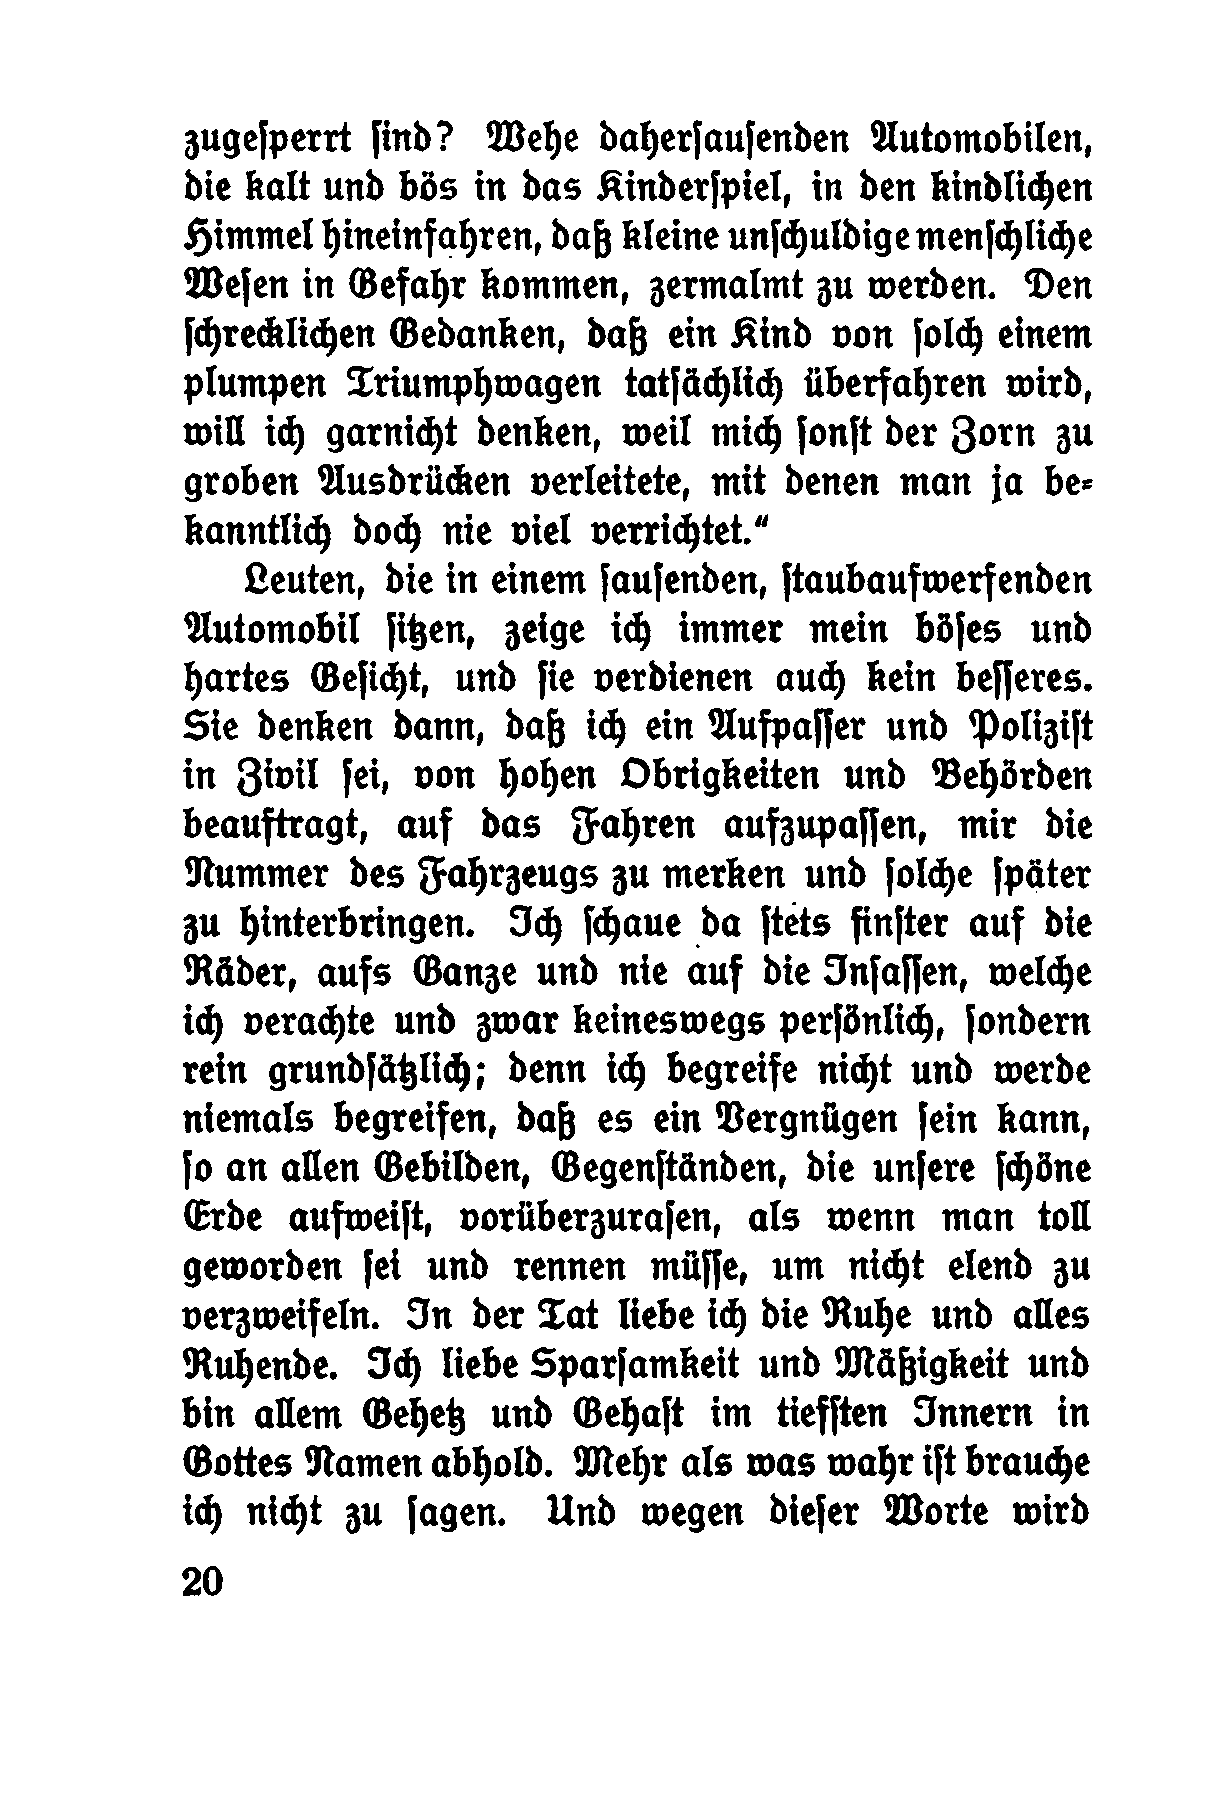 zugesperrt sind? Wehe dahersausenden Automobilen,
die kalt und bös in das Kinderspiel, in den kindlichen
Himmel hineinfahren, daß kleine unschuldige menschliche
Wesen in Gefahr kommen, zermalmt zu werden. Den
schrecklichen Gedanken, daß ein Kind von solch einem
plumpen Triumphwagen tatsächlich überfahren wird,
will ich garnicht denken, weil mich sonst der Zorn zu
groben Ausdrücken verleitete, mit denen man ja be-
kanntlich doch nie viel verrichtet."
Leuten, die in einem sausenden, staubaufwerfenden
Automobil sitzen, zeige ich immer mein böses und
hartes Gesicht, und sie verdienen auch kein besseres.
Sie denken dann, daß ich ein Aufpasser und Polizist
in Zivil sei, von hohen Obrigkeiten und Behörden
beauftragt, auf das Fahren aufzupassen, mir die
Nummer des Fahrzeugs zu merken und solche später
zu hinterbringen. Ich schaue da stets finster auf die
Räder, aufs Ganze und nie auf die Insassen, welche
ich verachte und zwar keineswegs persönlich, sondern
rein grundsätzlich; denn ich begreife nicht und werde
niemals begreifen, daß es ein Vergnügen sein kann,
so an allen Gebilden, Gegenständen, die unsere schöne
Erde aufweist, vorüberzurasen, als wenn man toll
geworden sei und rennen müsse, um nicht elend zu
verzweifeln. In der Tat liebe ich die Ruhe und alles
Ruhende. Ich liebe Sparsamkeit und Mäßigkeit und
bin allem Gehetz und Gehast im tiefsten Innern in
Gottes Namen abhold. Mehr als was wahr ist brauche
ich nicht zu sagen. Und wegen dieser Worte wird
20